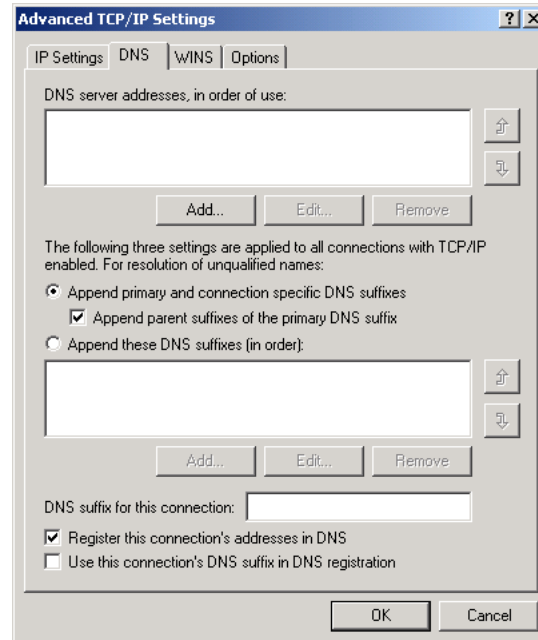 Advanced TCP/IP Settings
IP Settings DNS WINS Options
DNS server addresses, in order of use:
Add... Edit... Remove
The following three settings are applied to all connections with TCP/IP
enabled. For resolution of unqualified names:
Append primary and connection specific DNS suffixes
Append parent suffixes of the primary DNS suffix
Append these DNS suffixes (in order):
Add... Edit... Remove
DNS suffix for this connection:
Register this connection's addresses in DNS
Use this connection's DNS suffix in DNS registration
OK Cancel